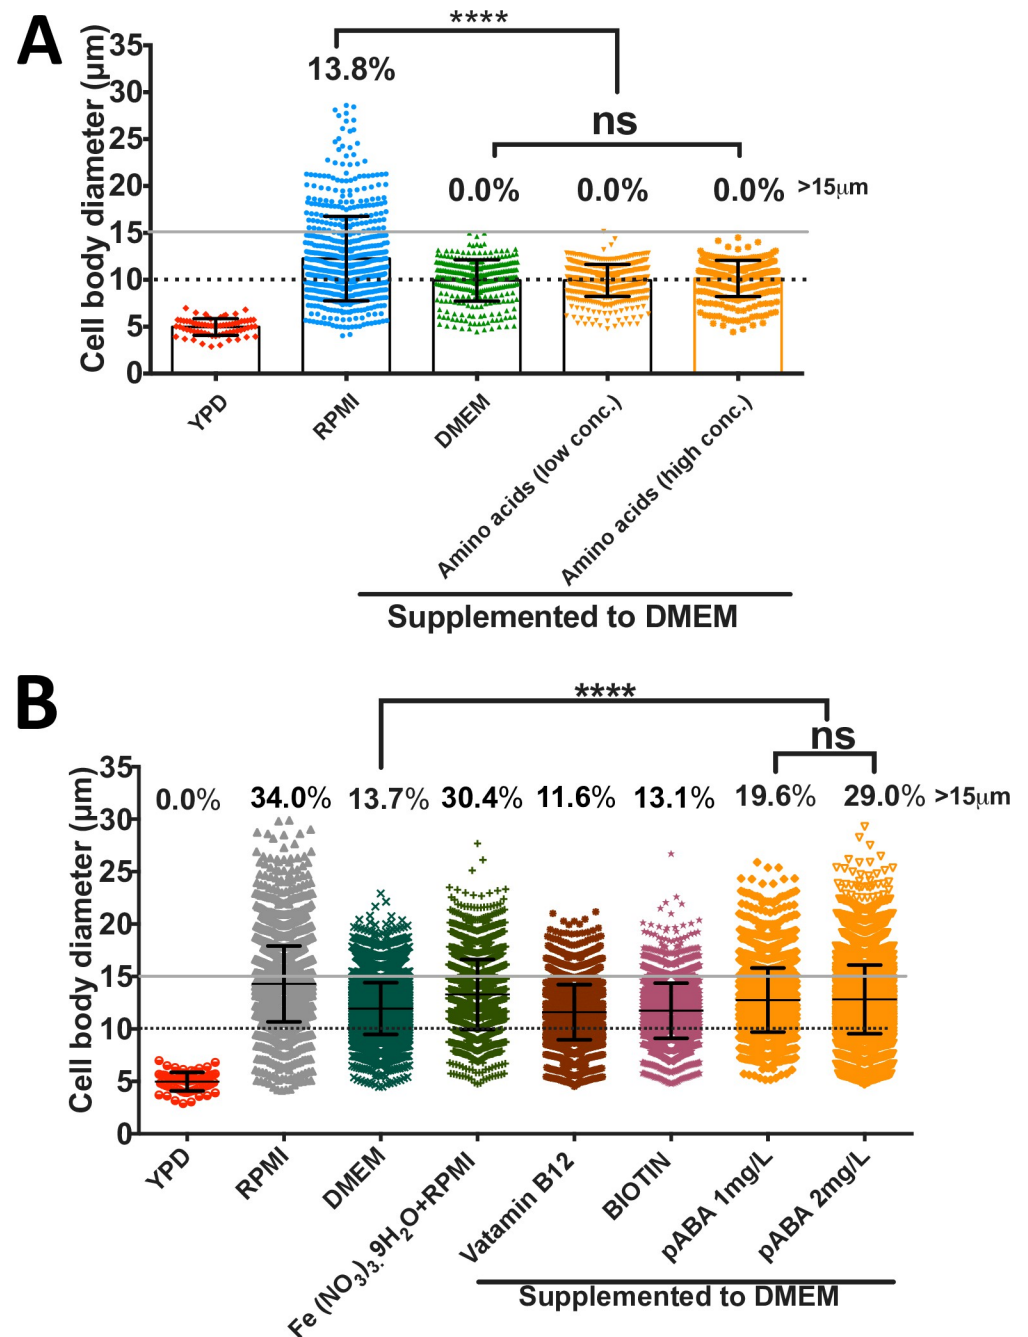 A
Cell body diameter (µm)
35
30
25
20
15
10
5
0
****
13.8%
ns
0.0%
0.0%
0.0%
>15µm
YPD
RPMI
DMEM
Amino acids (low conc.)
Amino acids (high conc.)
Supplemented to DMEM
B
Cell body diameter (µm)
35
30
25
20
15
10
5
0
****
ns
0.0%
34.0%
13.7%
30.4%
11.6%
13.1%
19.6%
29.0%
>15µm
YPD
RPMI
DMEM
Fe (NO₃)₃.9H₂O+RPMI
Vatamin B12
BIOTIN
pABA 1mg/L
pABA 2mg/L
Supplemented to DMEM